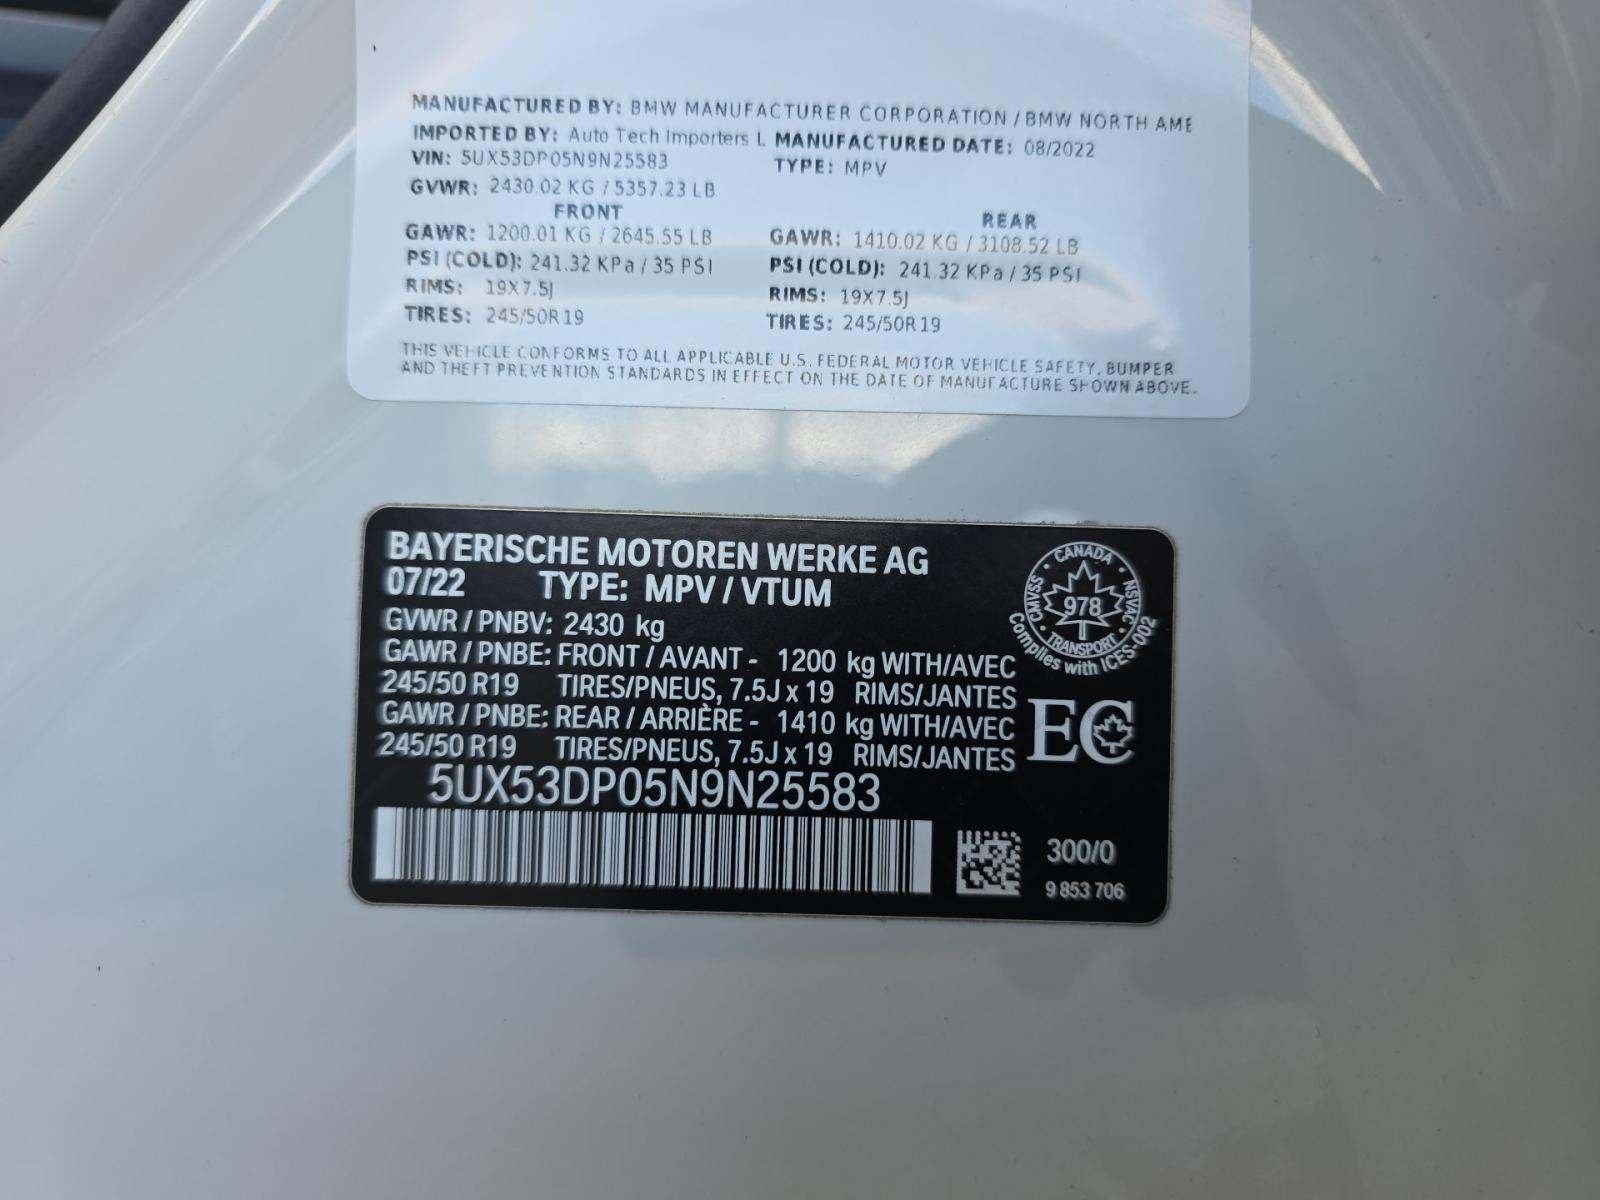 MANUFACTURED BY: BMW MANUFACTURER CORPORATION / BMW NORTH AME
IMPORTED BY: Auto Tech Importers L MANUFACTURED DATE: 08/2022
VIN: 5UX53DP05N9N25583 TYPE: MPV
GVWR: 2430.02 KG / 5357.23 LB
FRONT REAR
GAWR: 1200.01 KG / 2645.55 LB GAWR: 1410.02 KG / 3108.52 LB
PSI (COLD): 241.32 KPa / 35 PSI PSI (COLD): 241.32 KPa / 35 PSI
RIMS: 19X7.5J RIMS: 19X7.5J
TIRES: 245/50R19 TIRES: 245/50R19
THIS VEHICLE CONFORMS TO ALL APPLICABLE U.S. FEDERAL MOTOR VEHICLE SAFETY, BUMPER
AND THEFT PREVENTION STANDARDS IN EFFECT ON THE DATE OF MANUFACTURE SHOWN ABOVE.
BAYERISCHE MOTOREN WERKE AG
07/22 TYPE: MPV / VTUM
GVWR / PNBV: 2430 kg
GAWR / PNBE: FRONT / AVANT - 1200 kg WITH/AVEC
245/50 R19 TIRES/PNEUS, 7.5J x 19 RIMS/JANTES
GAWR / PNBE: REAR / ARRIÈRE - 1410 kg WITH/AVEC
245/50 R19 TIRES/PNEUS, 7.5J x 19 RIMS/JANTES
5UX53DP05N9N25583
CANADA
CMVSS 978 NSVAC
TRANSPORT
Complies with ICES-002
EC
300/0
9 853 706